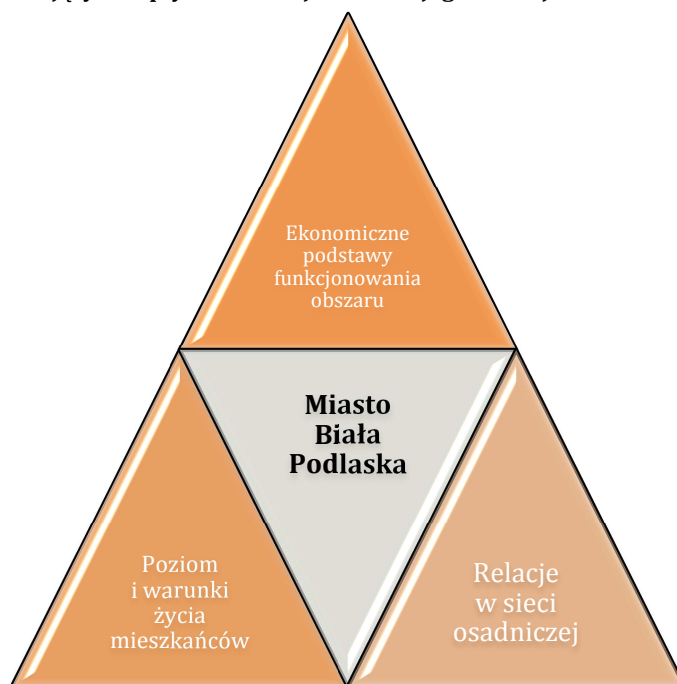 Ekonomiczne
podstawy
funkcjonowania
obszaru
Miasto
Biała
Podlaska
Poziom
i warunki
życia
mieszkańców
Relacje
w sieci
osadniczej